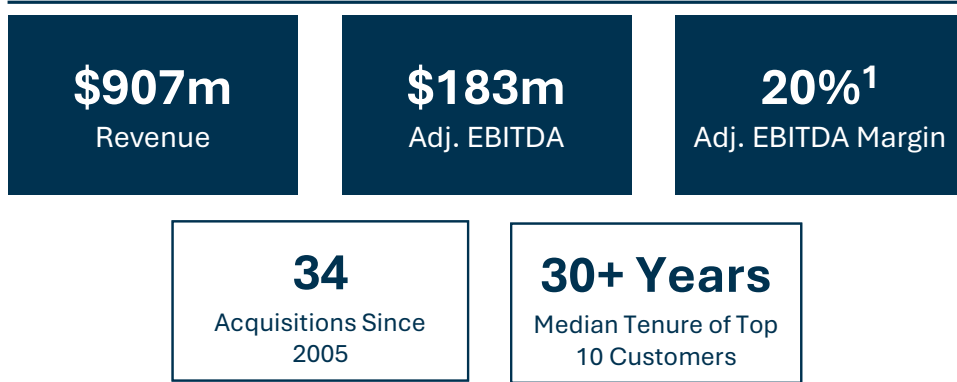 $907m
Revenue
$183m
Adj. EBITDA
20%¹
Adj. EBITDA Margin
34
Acquisitions Since
2005
30+ Years
Median Tenure of Top
10 Customers